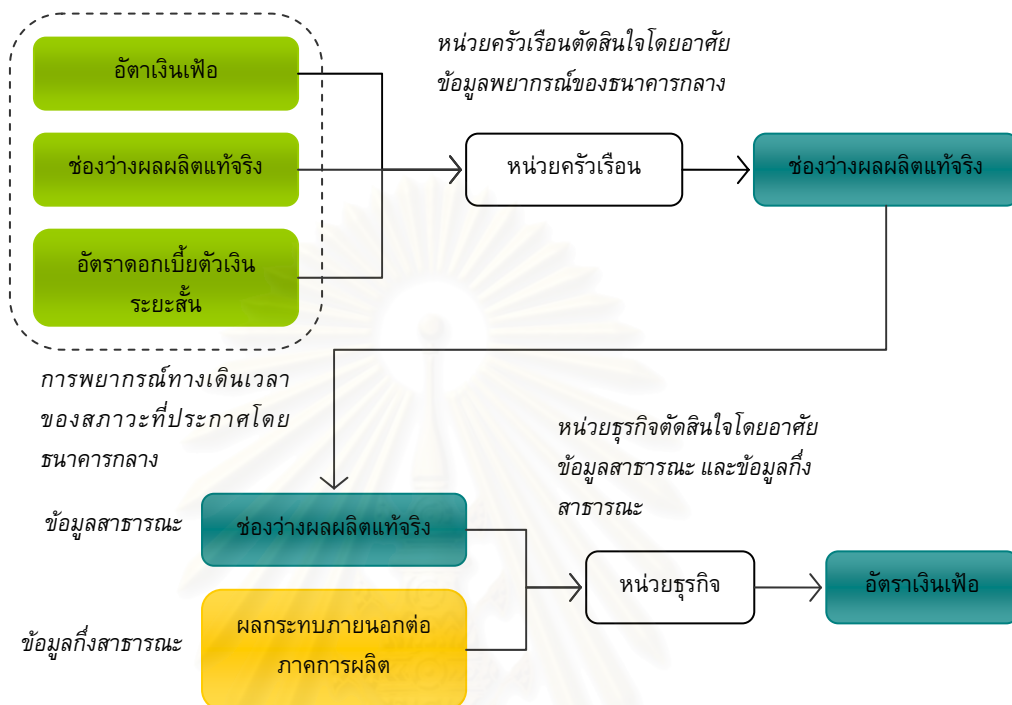 อัตาเงินเฟ้อ
หน่วยครัวเรือนตัดสินใจโดยอาศัย
ข้อมูลพยากรณ์ของธนาคารกลาง
ช่องว่างผลผลิตแท้จริง
หน่วยครัวเรือน
ช่องว่างผลผลิตแท้จริง
อัตราดอกเบี้ยตัวเงิน
ระยะสั้น
การพยากรณ์ทางเดินเวลา
ของสภาวะที่ประกาศโดย
ธนาคารกลาง
หน่วยธุรกิจตัดสินใจโดยอาศัย
ข้อมูลสาธารณะ และข้อมูลกึ่ง
สาธารณะ
ข้อมูลสาธารณะ
ช่องว่างผลผลิตแท้จริง
หน่วยธุรกิจ
อัตราเงินเฟ้อ
ข้อมูลกึ่งสาธารณะ
ผลกระทบภายนอกต่อ
ภาคการผลิต